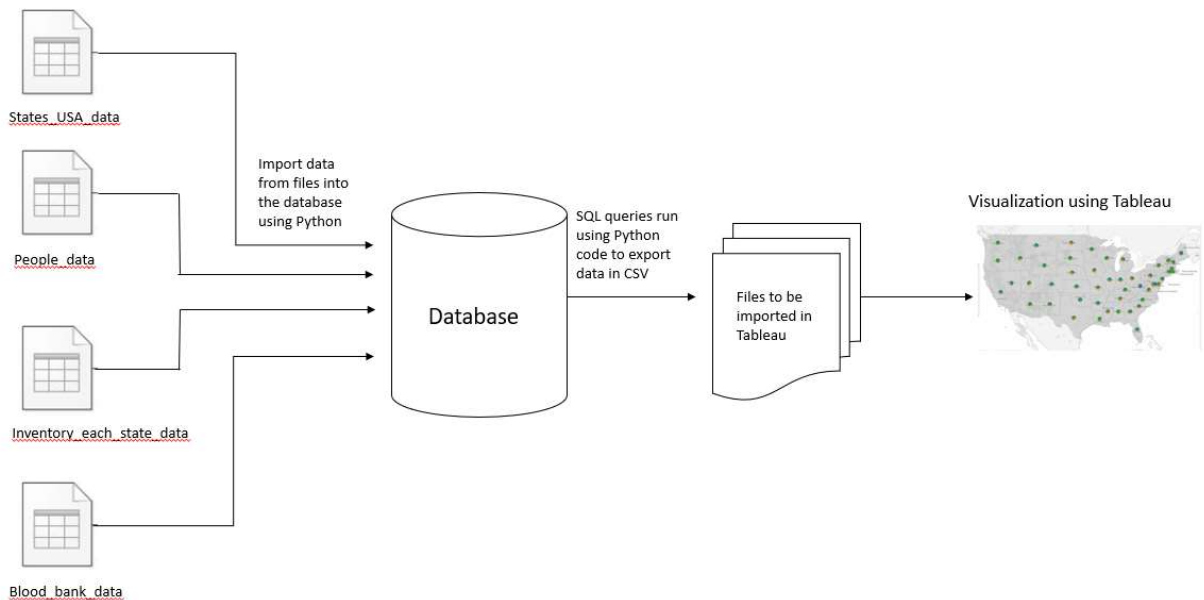 States_USA_data
People_data
Inventory_each_state_data
Blood_bank_data
Import data
from files into
the database
using Python
Database
SQL queries run
using Python
code to export
data in CSV
Files to be
imported in
Tableau
Visualization using Tableau